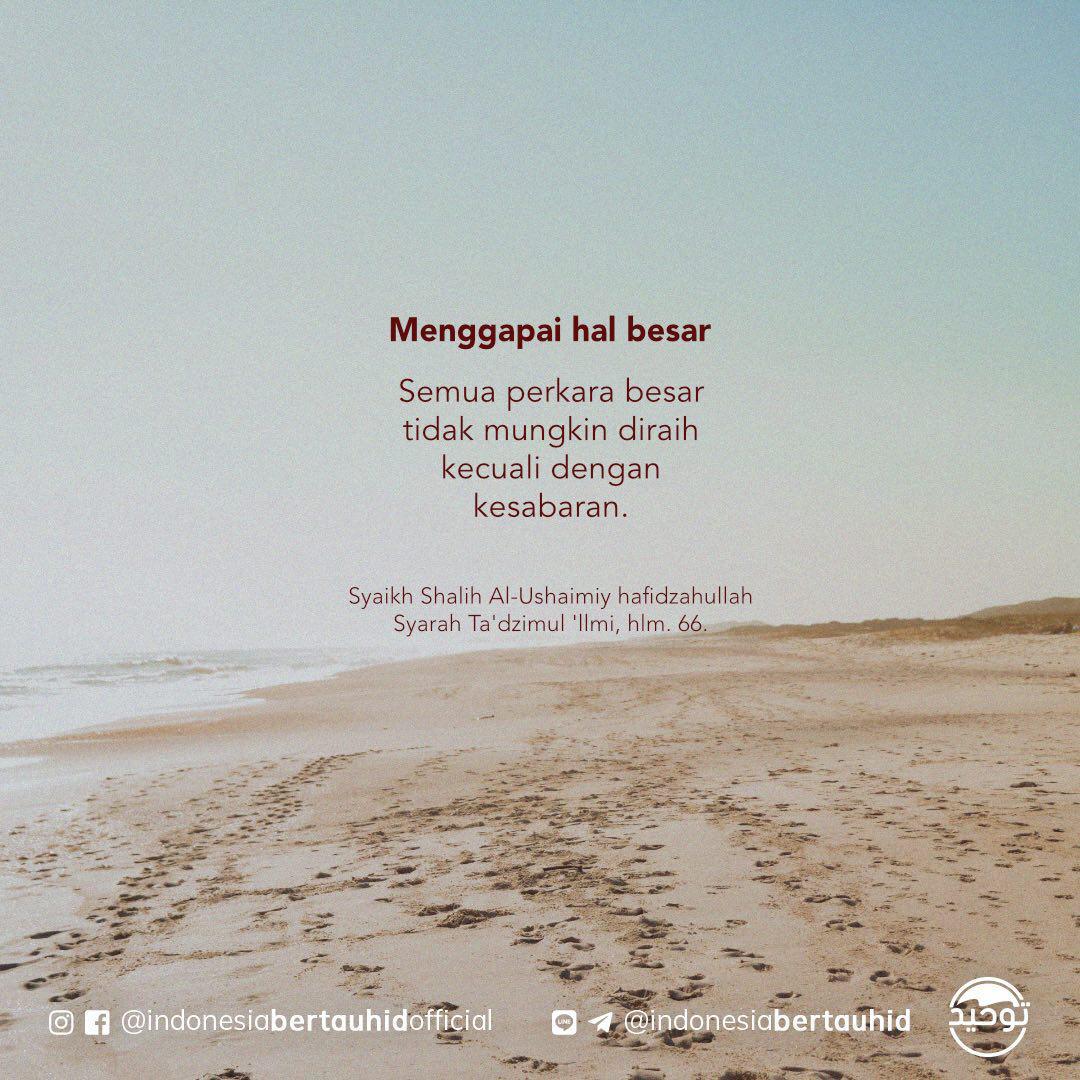 Menggapai hal besar
Semua perkara besar
tidak mungkin diraih
kecuali dengan
kesabaran.
Syaikh Shalih Al-Ushaimiy hafidzahullah
Syarah Ta'dzimul 'Ilmi, hlm. 66.
@indonesiabertauhidofficial
LINE
@indonesiabertauhid
توحيد